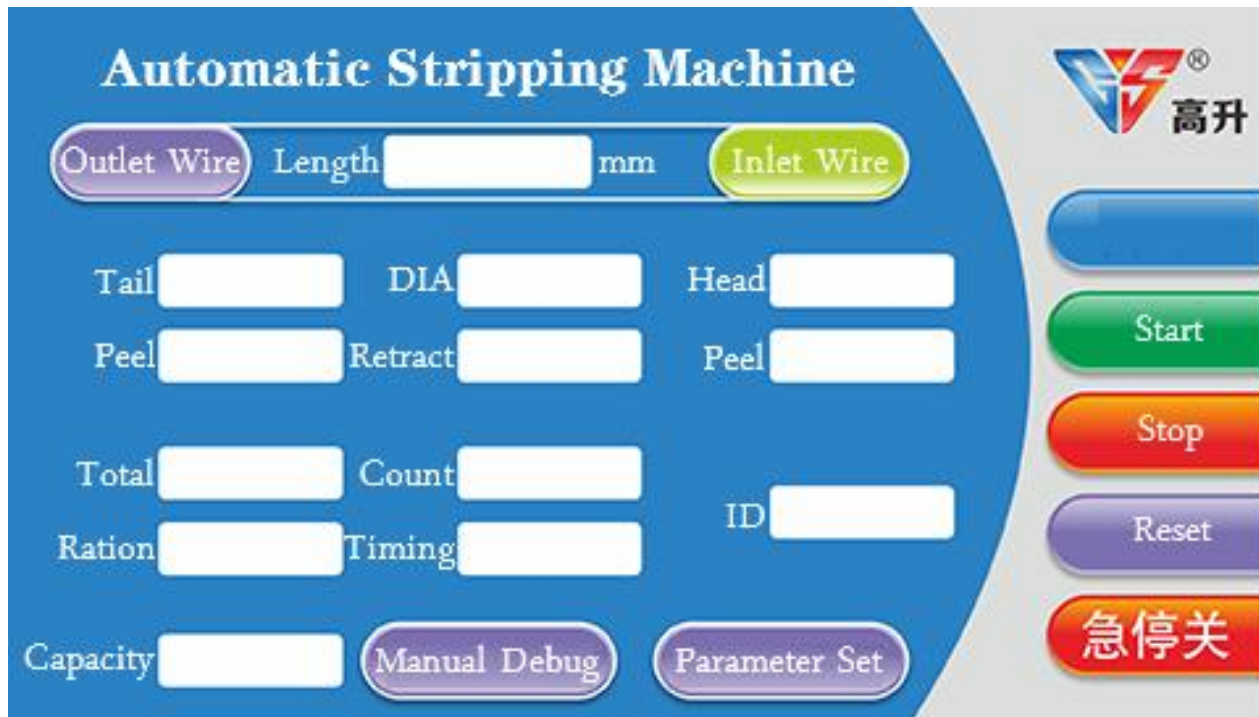 Automatic Stripping Machine
GS® 高升
Outlet Wire Length mm Inlet Wire
Tail DIA Head
Peel Retract Peel
Start
Stop
Total Count
ID
Ration Timing
Reset
Capacity Manual Debug Parameter Set
急停关